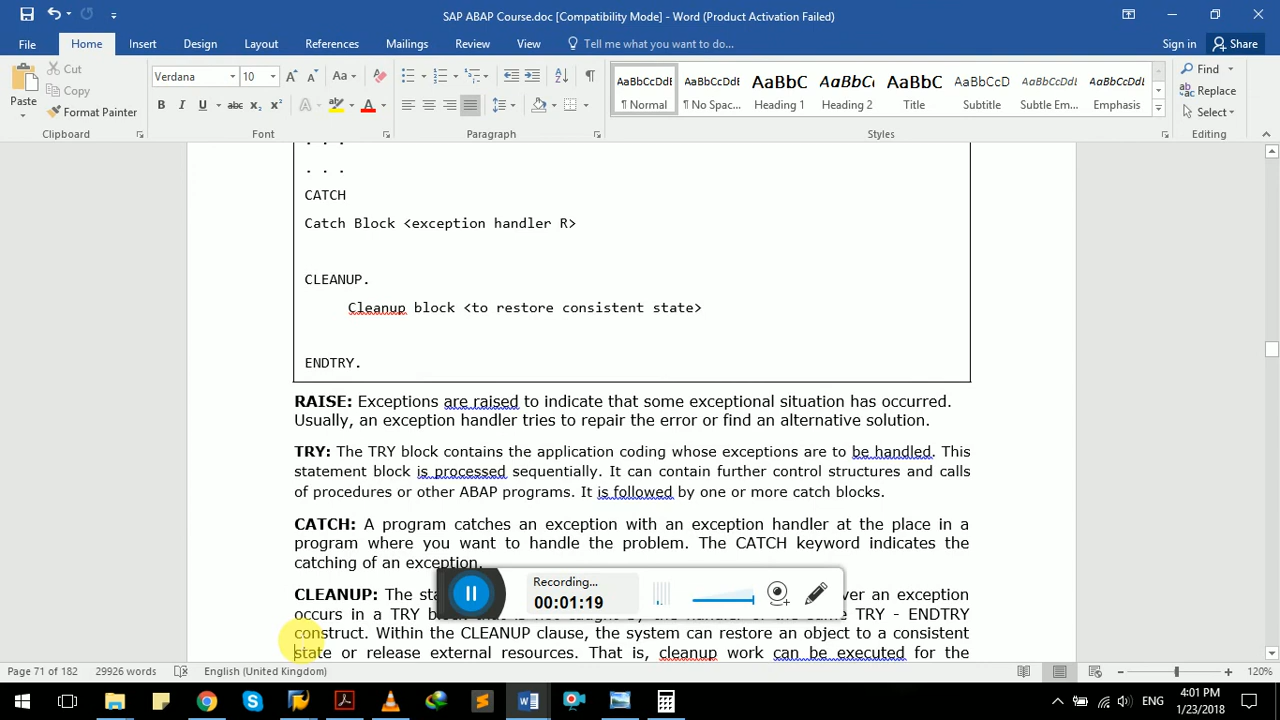 SAP ABAP Course.doc [Compatibility Mode] - Word (Product Activation Failed)
File Home Insert Design Layout References Mailings Review View Tell me what you want to do... Sign in Share
Paste Cut Copy Format Painter Clipboard
Verdana 10 Aa B I U abc x₂ x² A A Font
Paragraph
AaBbCcDdE ¶ Normal
AaBbCcDdE ¶ No Spac...
AaBbC Heading 1
AaBbC Heading 2
AaBbC Title
AaBbCcD Subtitle
AaBbCcDdE Subtle Em...
AaBbCcDdE Emphasis
Styles
Find Replace Select Editing
. . .
. . .
CATCH
Catch Block <exception handler R>
CLEANUP.
Cleanup block <to restore consistent state>
ENDTRY.
RAISE: Exceptions are raised to indicate that some exceptional situation has occurred.
Usually, an exception handler tries to repair the error or find an alternative solution.
TRY: The TRY block contains the application coding whose exceptions are to be handled. This
statement block is processed sequentially. It can contain further control structures and calls
of procedures or other ABAP programs. It is followed by one or more catch blocks.
CATCH: A program catches an exception with an exception handler at the place in a
program where you want to handle the problem. The CATCH keyword indicates the
catching of an exception.
Recording...
00:01:19
CLEANUP: The sta ver an exception
occurs in a TRY TRY - ENDTRY
construct. Within the CLEANUP clause, the system can restore an object to a consistent
state or release external resources. That is, cleanup work can be executed for the
Page 71 of 182 29926 words English (United Kingdom) 120%
ENG 4:01 PM
1/23/2018